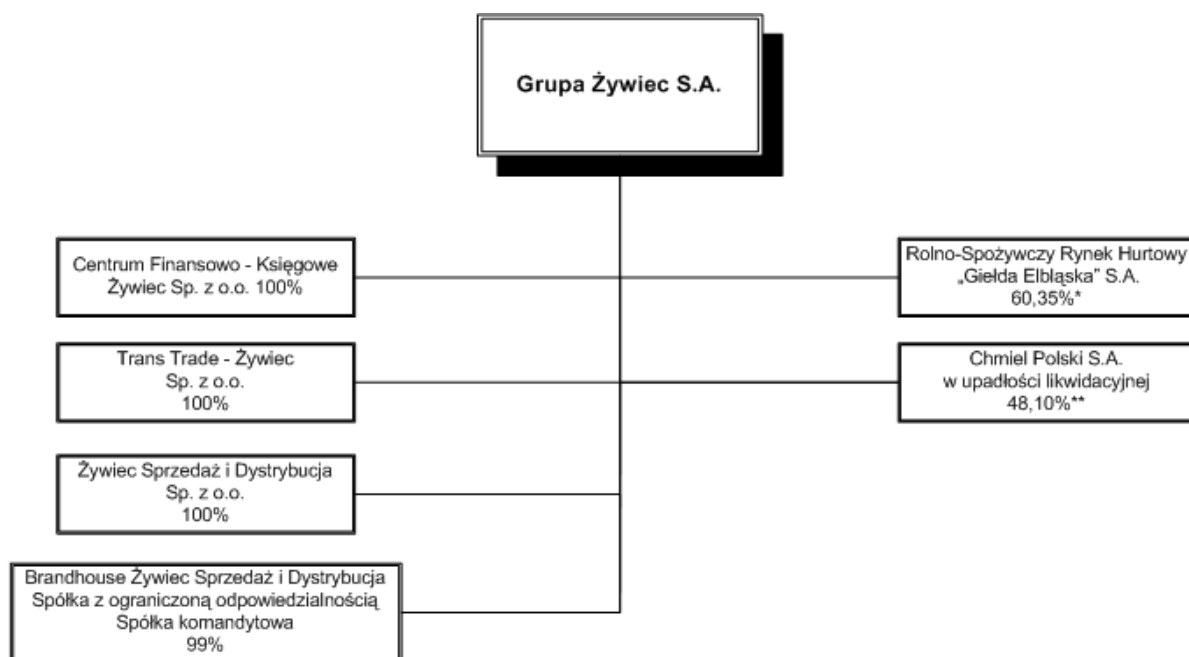 Grupa Żywiec S.A.
Centrum Finansowo - Księgowe
Żywiec Sp. z o.o. 100%
Rolno-Spożywczy Rynek Hurtowy
„Giełda Elbląska” S.A.
60,35%*
Trans Trade - Żywiec
Sp. z o.o.
100%
Chmiel Polski S.A.
w upadłości likwidacyjnej
48,10%**
Żywiec Sprzedaż i Dystrybucja
Sp. z o.o.
100%
Brandhouse Żywiec Sprzedaż i Dystrybucja
Spółka z ograniczoną odpowiedzialnością
Spółka komandytowa
99%